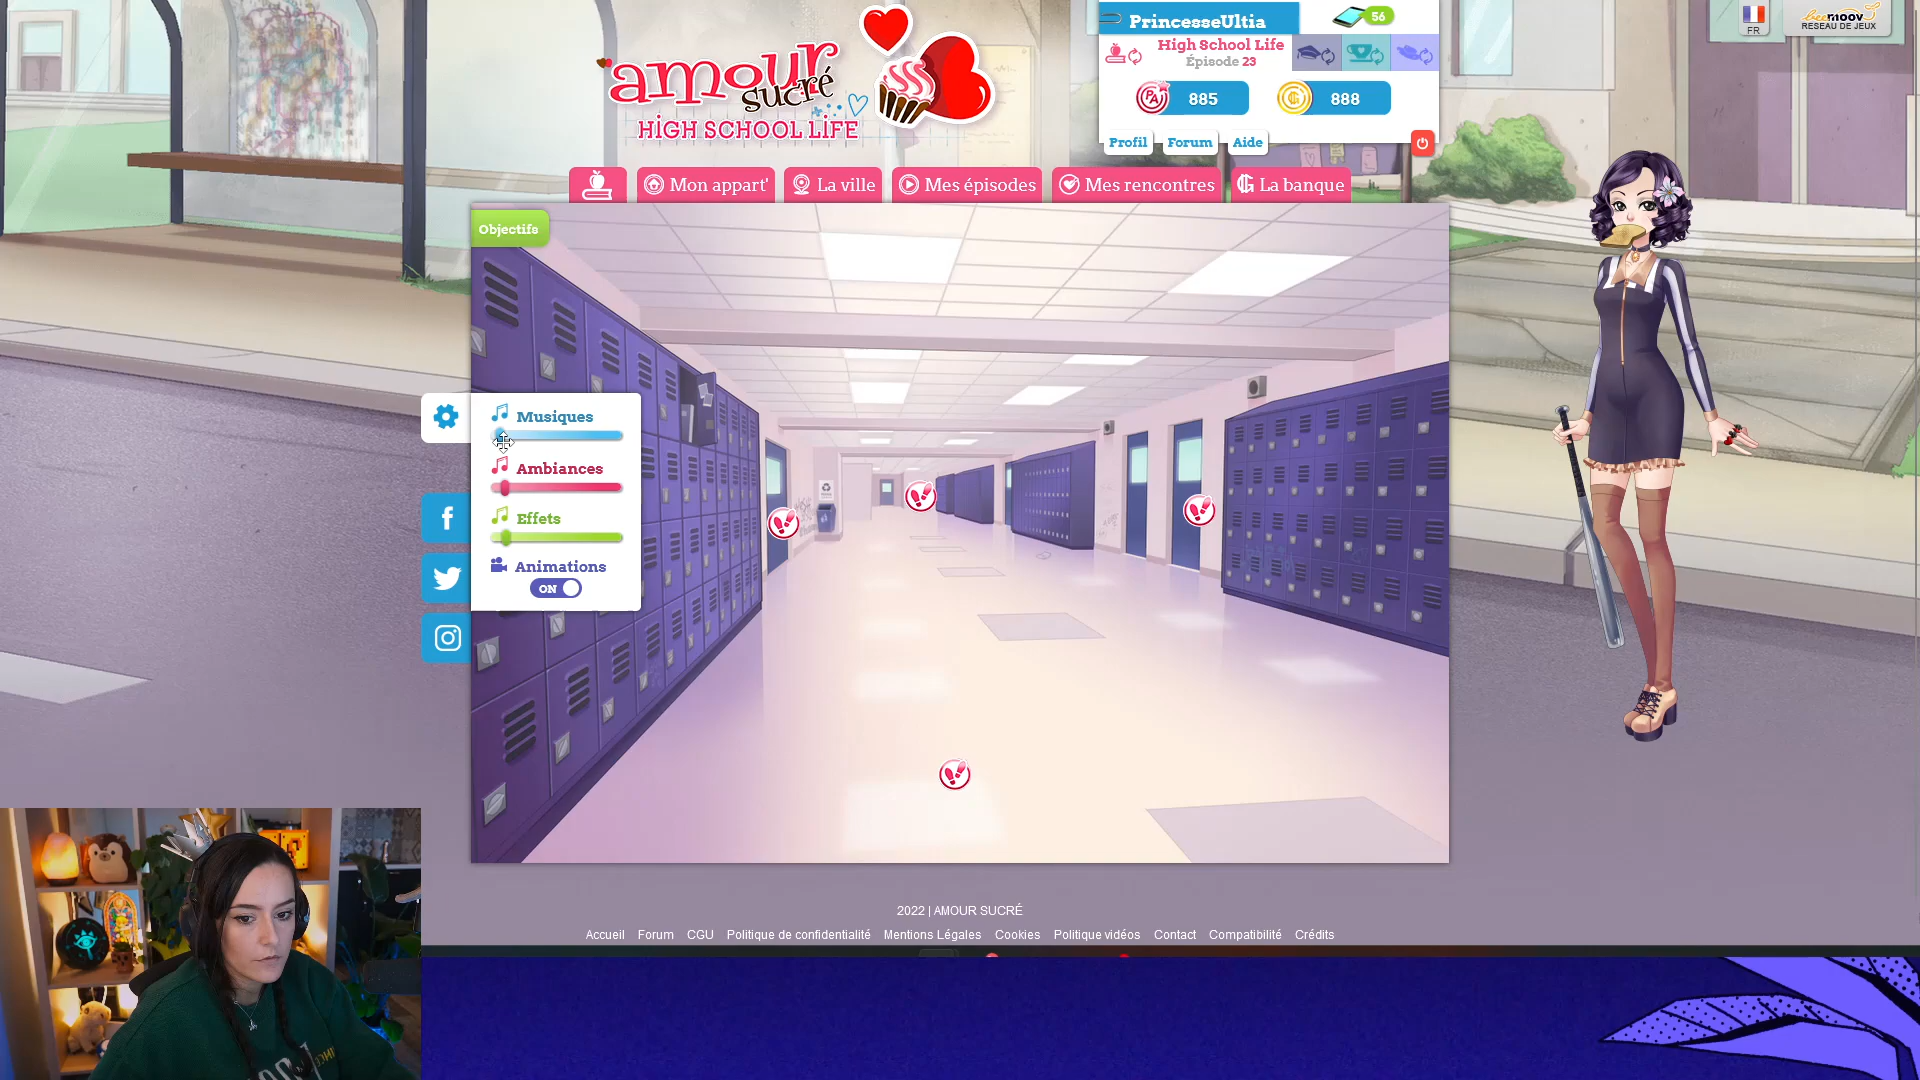 amour
sucré
HIGH SCHOOL LIFE
PrincesseUltia
56
High School Life
Épisode 23
PA
885
888
Profil
Forum
Aide
FR
beemoov
RESEAU DE JEUX
Mon appart'
La ville
Mes épisodes
Mes rencontres
La banque
Objectifs
Musiques
Ambiances
Effets
Animations
ON
2022 | AMOUR SUCRÉ
Accueil
Forum
CGU
Politique de confidentialité
Mentions Légales
Cookies
Politique vidéos
Contact
Compatibilité
Crédits